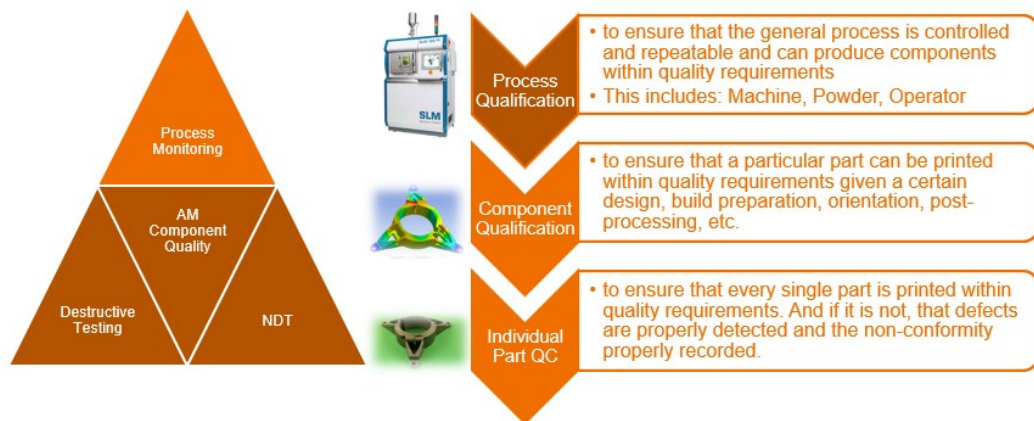 Process
Monitoring
AM
Component
Quality
Destructive
Testing
NDT
SLM
Process
Qualification
• to ensure that the general process is controlled
and repeatable and can produce components
within quality requirements
• This includes: Machine, Powder, Operator
Component
Qualification
• to ensure that a particular part can be printed
within quality requirements given a certain
design, build preparation, orientation, post-
processing, etc.
Individual
Part QC
• to ensure that every single part is printed within
quality requirements. And if it is not, that defects
are properly detected and the non-conformity
properly recorded.